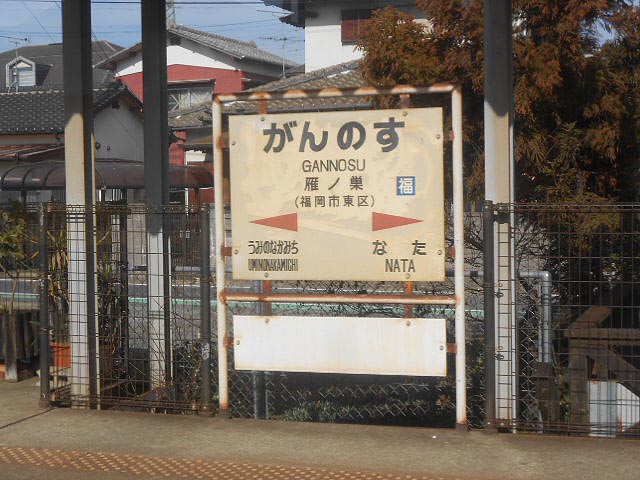 がんのす
GANNOSU
雁ノ巣
福
(福岡市東区)
うみのなかみち なた
UMINONAKAMICHI NATA